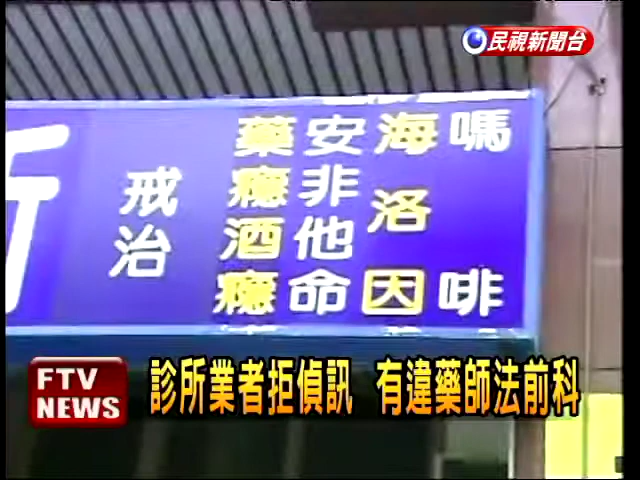 民視新聞台
戒治
藥癮酒癮
安非他命
海洛因
嗎啡
FTV
NEWS
診所業者拒偵訊 有違藥師法前科